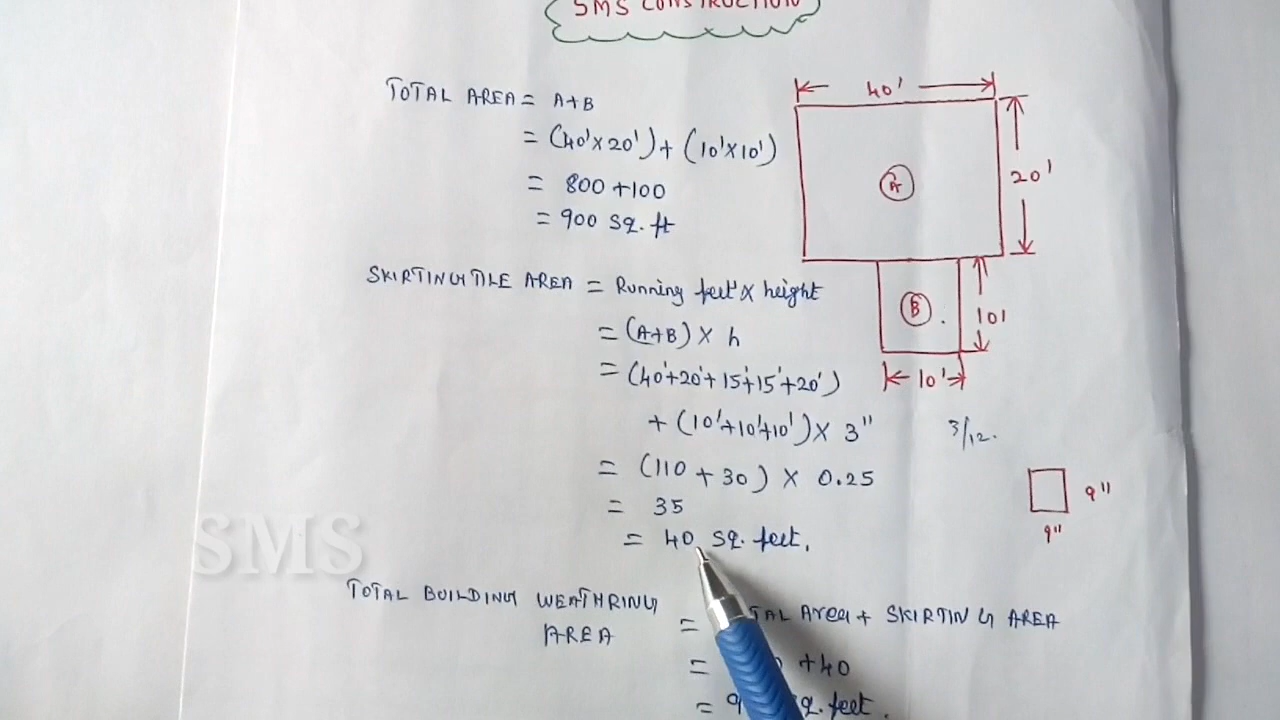 SMS CONSTRUCTION
TOTAL AREA = A+B
= (40'x20') + (10'x10')
= 800+100
= 900 sq.ft
40'
A
20'
B
10'
10'
SKIRTING TILE AREA = Running feet x height
= (A+B) x h
= (40'+20'+15'+15'+20')
+ (10'+10'+10') x 3"
3/12.
= (110 + 30) x 0.25
= 35
= 40 sq. feet.
9"
9"
SMS
TOTAL BUILDING WEATHRING AREA
= AREA + SKIRTING AREA
= +40
= feet.